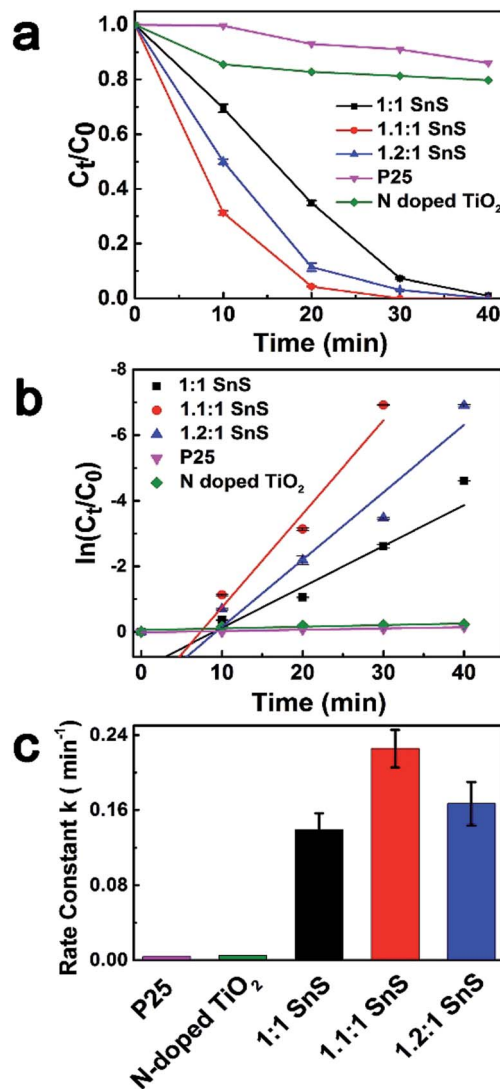 a
1.0
0.8
0.6
0.4
0.2
0.0
Ct/C0
1:1 SnS
1.1:1 SnS
1.2:1 SnS
P25
N doped TiO2
0 10 20 30 40
Time (min)
b
-8
-6
-4
-2
0
ln(Ct/C0)
1:1 SnS
1.1:1 SnS
1.2:1 SnS
P25
N doped TiO2
0 10 20 30 40
Time (min)
c
0.24
0.16
0.08
0.00
Rate Constant k ( min-1)
P25
N-doped TiO2
1:1 SnS
1.1:1 SnS
1.2:1 SnS